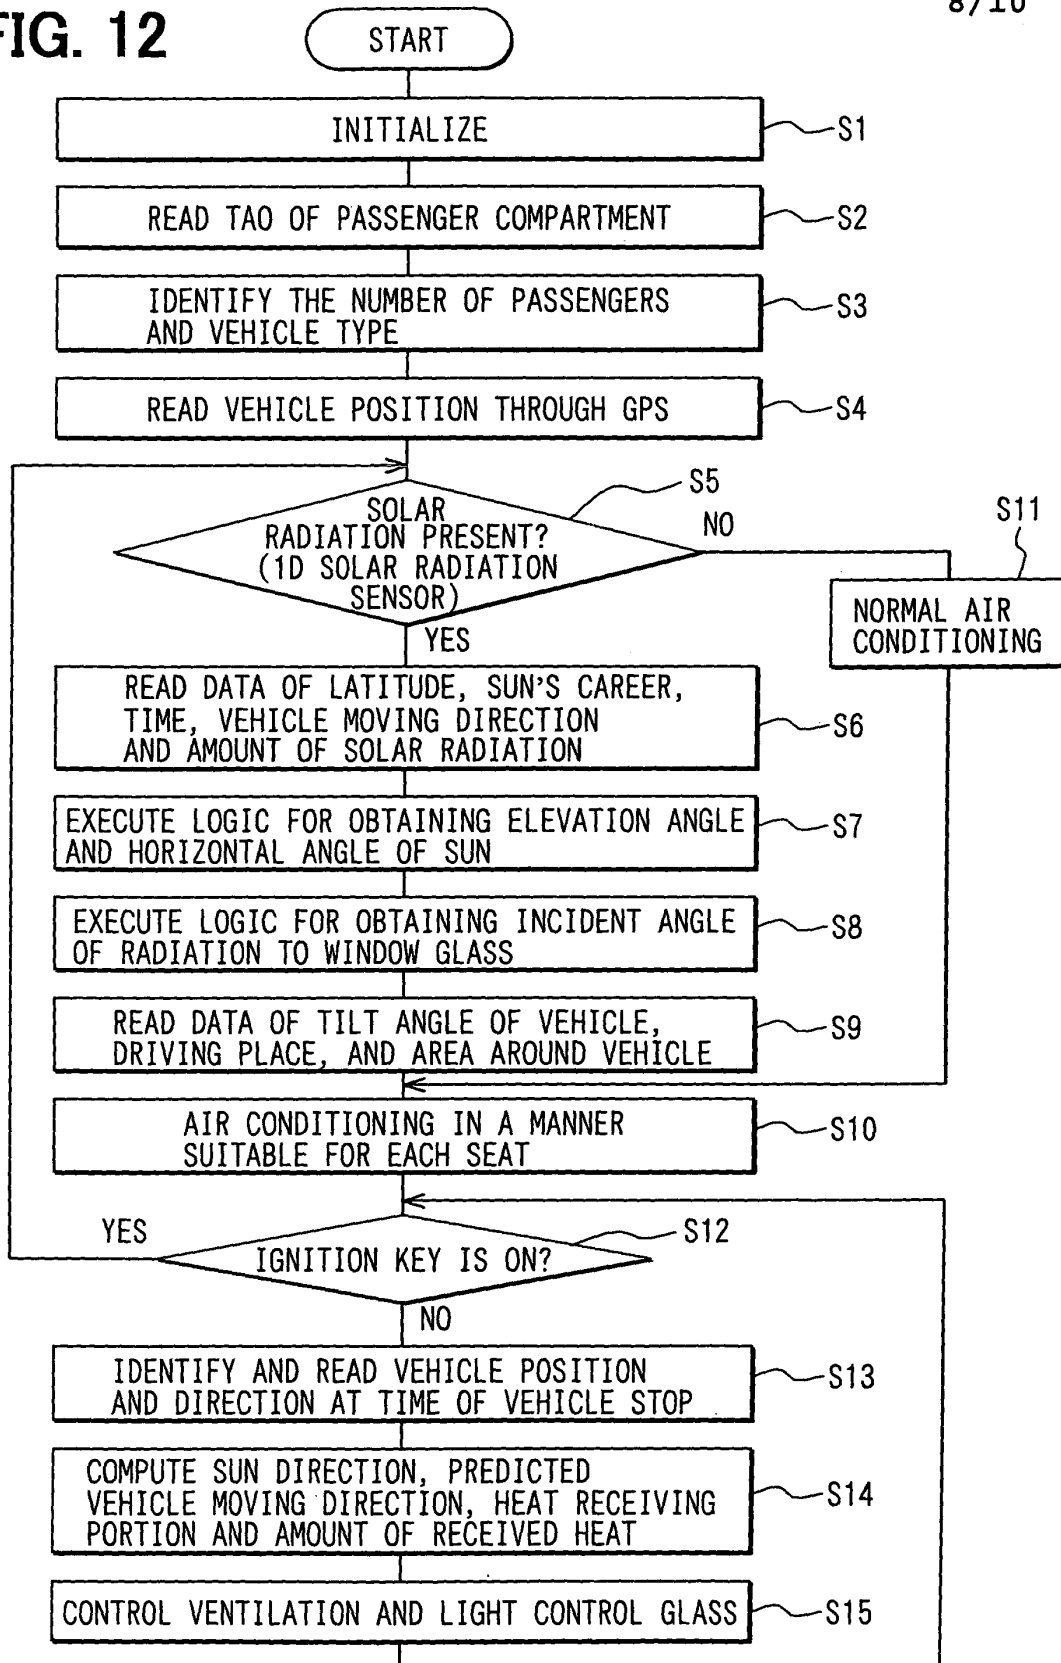 FIG. 12
8/10
START
INITIALIZE
S1
READ TAO OF PASSENGER COMPARTMENT
S2
IDENTIFY THE NUMBER OF PASSENGERS
AND VEHICLE TYPE
S3
READ VEHICLE POSITION THROUGH GPS
S4
SOLAR
RADIATION PRESENT?
(1D SOLAR RADIATION
SENSOR)
S5
NO
YES
S11
NORMAL AIR
CONDITIONING
READ DATA OF LATITUDE, SUN'S CAREER,
TIME, VEHICLE MOVING DIRECTION
AND AMOUNT OF SOLAR RADIATION
S6
EXECUTE LOGIC FOR OBTAINING ELEVATION ANGLE
AND HORIZONTAL ANGLE OF SUN
S7
EXECUTE LOGIC FOR OBTAINING INCIDENT ANGLE
OF RADIATION TO WINDOW GLASS
S8
READ DATA OF TILT ANGLE OF VEHICLE,
DRIVING PLACE, AND AREA AROUND VEHICLE
S9
AIR CONDITIONING IN A MANNER
SUITABLE FOR EACH SEAT
S10
YES
IGNITION KEY IS ON?
S12
NO
IDENTIFY AND READ VEHICLE POSITION
AND DIRECTION AT TIME OF VEHICLE STOP
S13
COMPUTE SUN DIRECTION, PREDICTED
VEHICLE MOVING DIRECTION, HEAT RECEIVING
PORTION AND AMOUNT OF RECEIVED HEAT
S14
CONTROL VENTILATION AND LIGHT CONTROL GLASS
S15